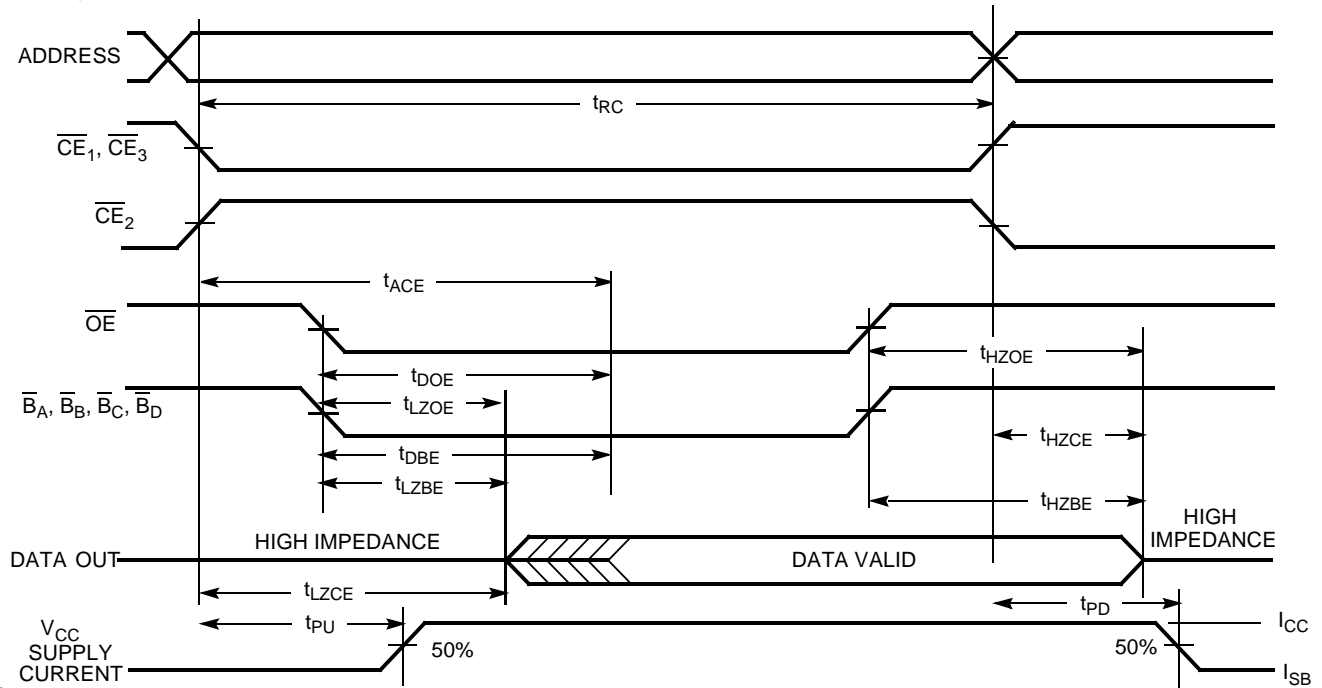 ADDRESS
tRC
CE1, CE3
CE2
tACE
OE
tHZOE
tDOE
BA, BB, BC, BD
tLZOE
tHZCE
tDBE
tLZBE
tHZBE
HIGH IMPEDANCE
HIGH
IMPEDANCE
DATA OUT
DATA VALID
tLZCE
tPD
tPU
VCC
SUPPLY
CURRENT
50%
50%
ICC
ISB